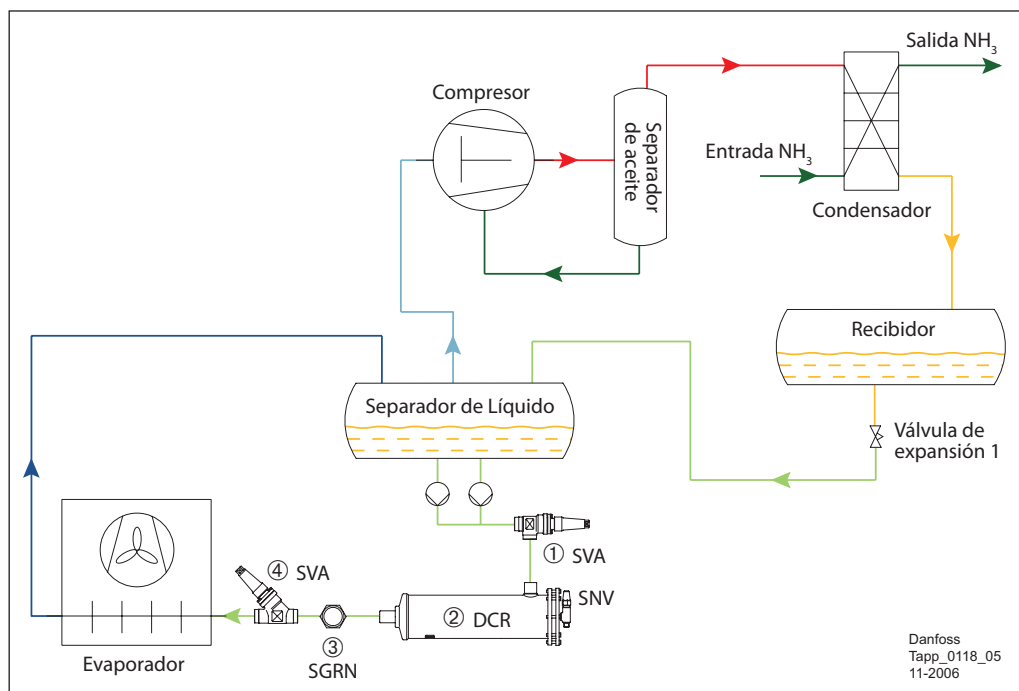 Salida NH₃
Compresor
Separador
de aceite
Entrada NH₃
Condensador
Recibidor
Separador de Líquido
Válvula de
expansión 1
① SVA
④ SVA
SNV
② DCR
③
SGRN
Evaporador
Danfoss
Tapp_0118_05
11-2006